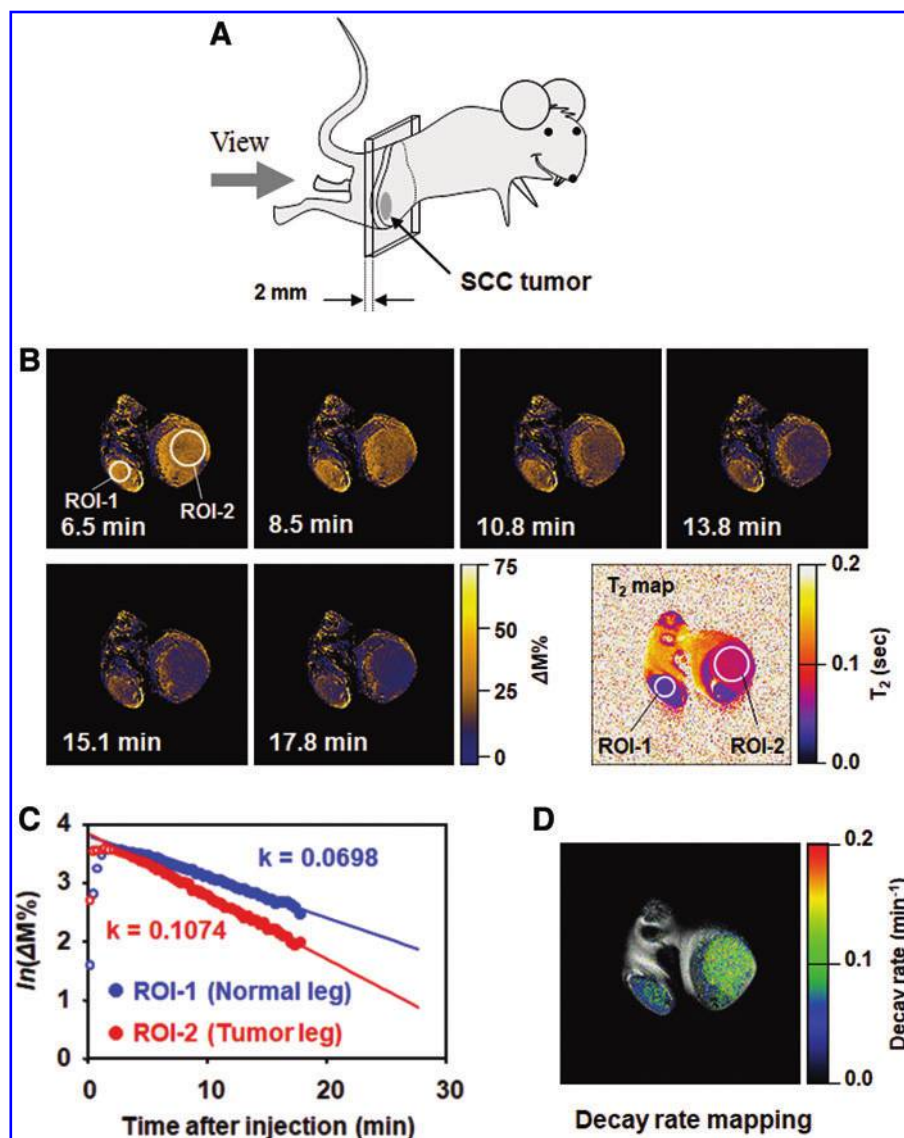 A
View
SCC tumor
2 mm
B
ROI-1
ROI-2
6.5 min
8.5 min
10.8 min
13.8 min
15.1 min
17.8 min
75
50
25
0
ΔM%
T₂ map
ROI-1
ROI-2
0.2
0.1
0.0
T₂ (sec)
C
4
3
2
1
0
ln(ΔM%)
k = 0.0698
k = 0.1074
ROI-1 (Normal leg)
ROI-2 (Tumor leg)
0 10 20 30
Time after injection (min)
D
0.2
0.1
0.0
Decay rate (min⁻¹)
Decay rate mapping